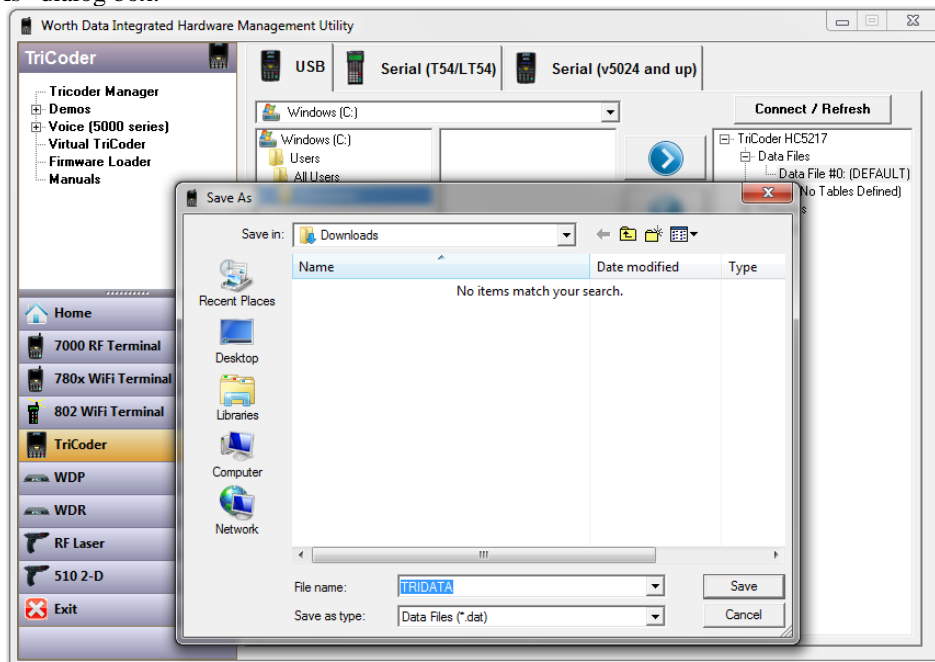 Worth Data Integrated Hardware Management Utility
TriCoder
Tricoder Manager
Demos
Voice (5000 series)
Virtual TriCoder
Firmware Loader
Manuals
Home
7000 RF Terminal
780x WiFi Terminal
802 WiFi Terminal
TriCoder
WDP
WDR
RF Laser
510 2-D
Exit
USB
Serial (T54/LT54)
Serial (v5024 and up)
Windows (C:)
Windows (C:)
Users
All Users
Connect / Refresh
TriCoder HC5217
Data Files
Data File #0: (DEFAULT)
No Tables Defined)
Save As
Save in:
Downloads
Name
Date modified
Type
No items match your search.
Recent Places
Desktop
Libraries
Computer
Network
File name:
TRIDATA
Save
Save as type:
Data Files (*.dat)
Cancel